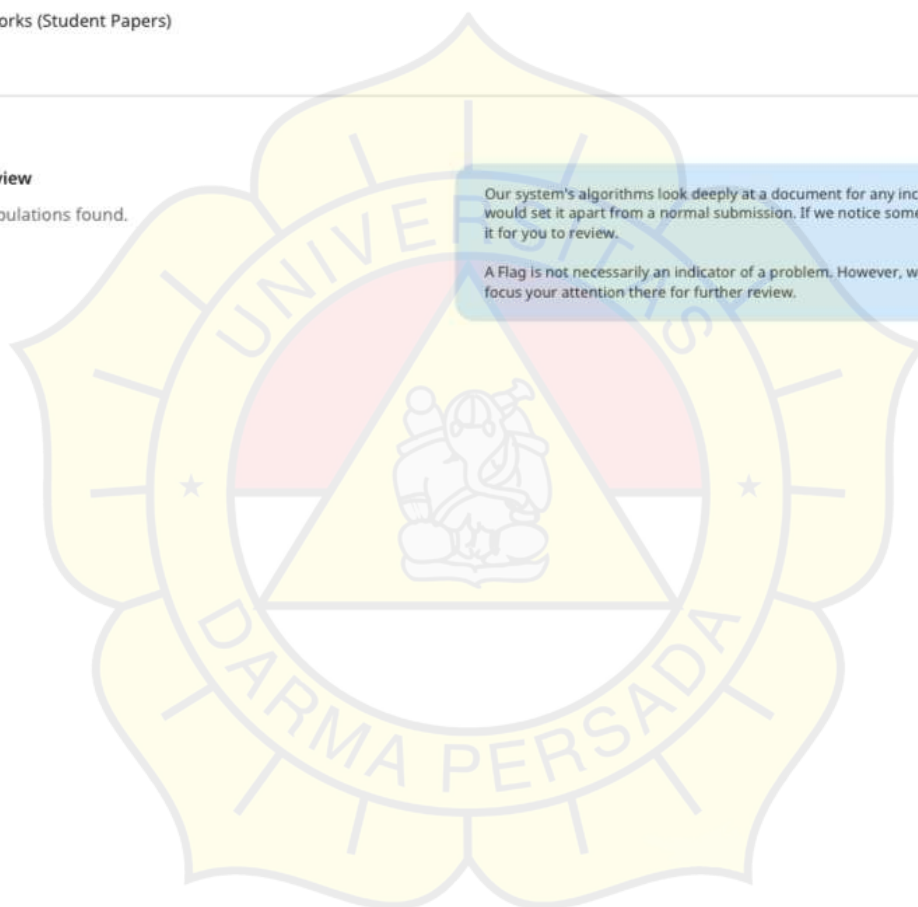 orks (Student Papers)
view
pulations found.
Our system's algorithms look deeply at a document for any inc
would set it apart from a normal submission. If we notice some
it for you to review.
A Flag is not necessarily an indicator of a problem. However, w
focus your attention there for further review.
UNIVERSITAS
DARMA PERSADA